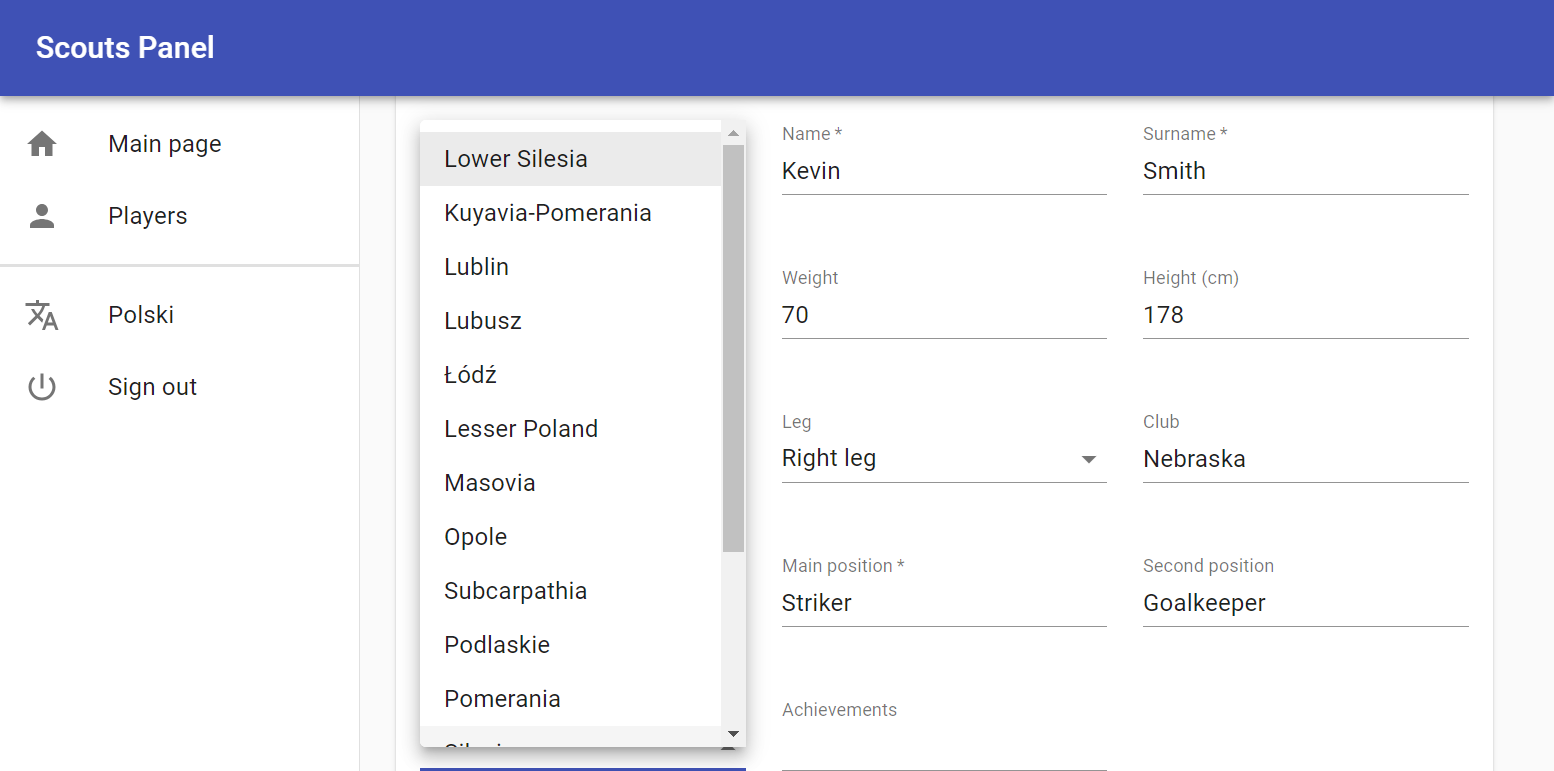 Scouts Panel
Main page
Players
Polski
Sign out
Lower Silesia
Kuyavia-Pomerania
Lublin
Lubusz
Łódź
Lesser Poland
Masovia
Opole
Subcarpathia
Podlaskie
Pomerania
Name *
Kevin
Surname *
Smith
Weight
70
Height (cm)
178
Leg
Right leg
Club
Nebraska
Main position *
Striker
Second position
Goalkeeper
Achievements